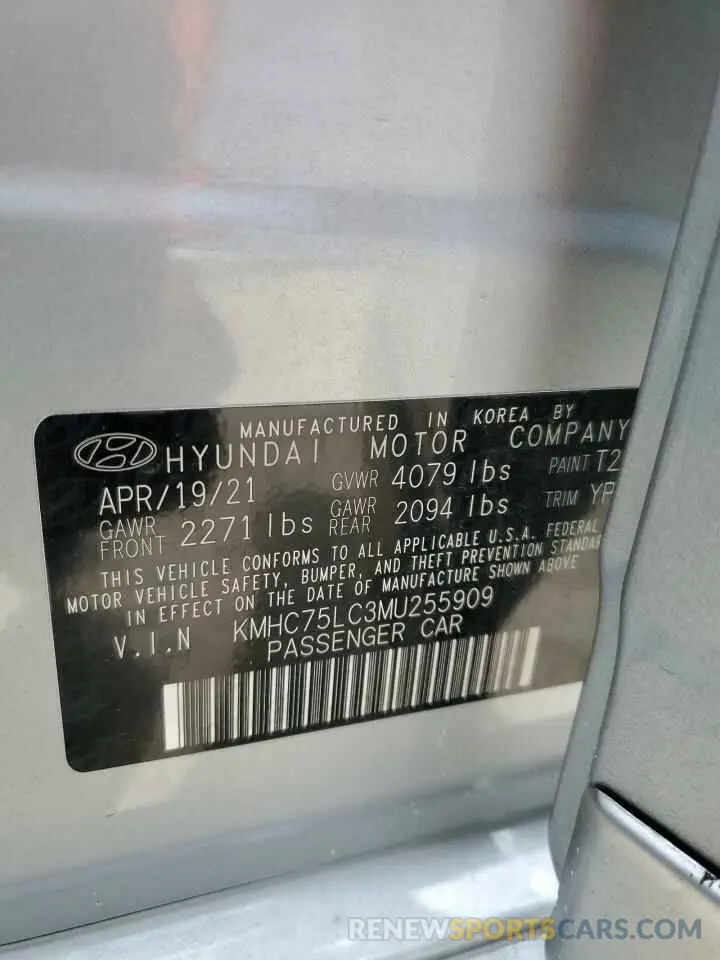 MANUFACTURED IN KOREA BY
HYUNDAI MOTOR COMPANY
APR/19/21 GVWR 4079 lbs PAINT T2
GAWR FRONT 2271 lbs GAWR REAR 2094 lbs TRIM YP
THIS VEHICLE CONFORMS TO ALL APPLICABLE U.S.A. FEDERAL
MOTOR VEHICLE SAFETY, BUMPER, AND THEFT PREVENTION STANDA
IN EFFECT ON THE DATE OF MANUFACTURE SHOWN ABOVE
V.I.N KMHC75LC3MU255909
PASSENGER CAR
RENEWSPORTSCARS.COM